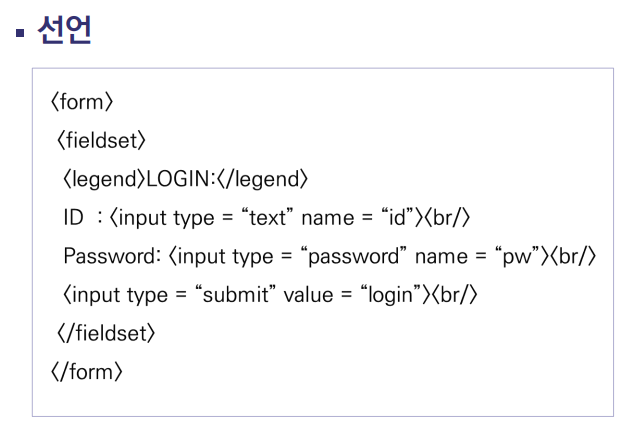 선언
<form>
<fieldset>
<legend>LOGIN:</legend>
ID : <input type = “text” name = “id”><br/>
Password: <input type = “password” name = “pw”><br/>
<input type = “submit” value = “login”><br/>
</fieldset>
</form>